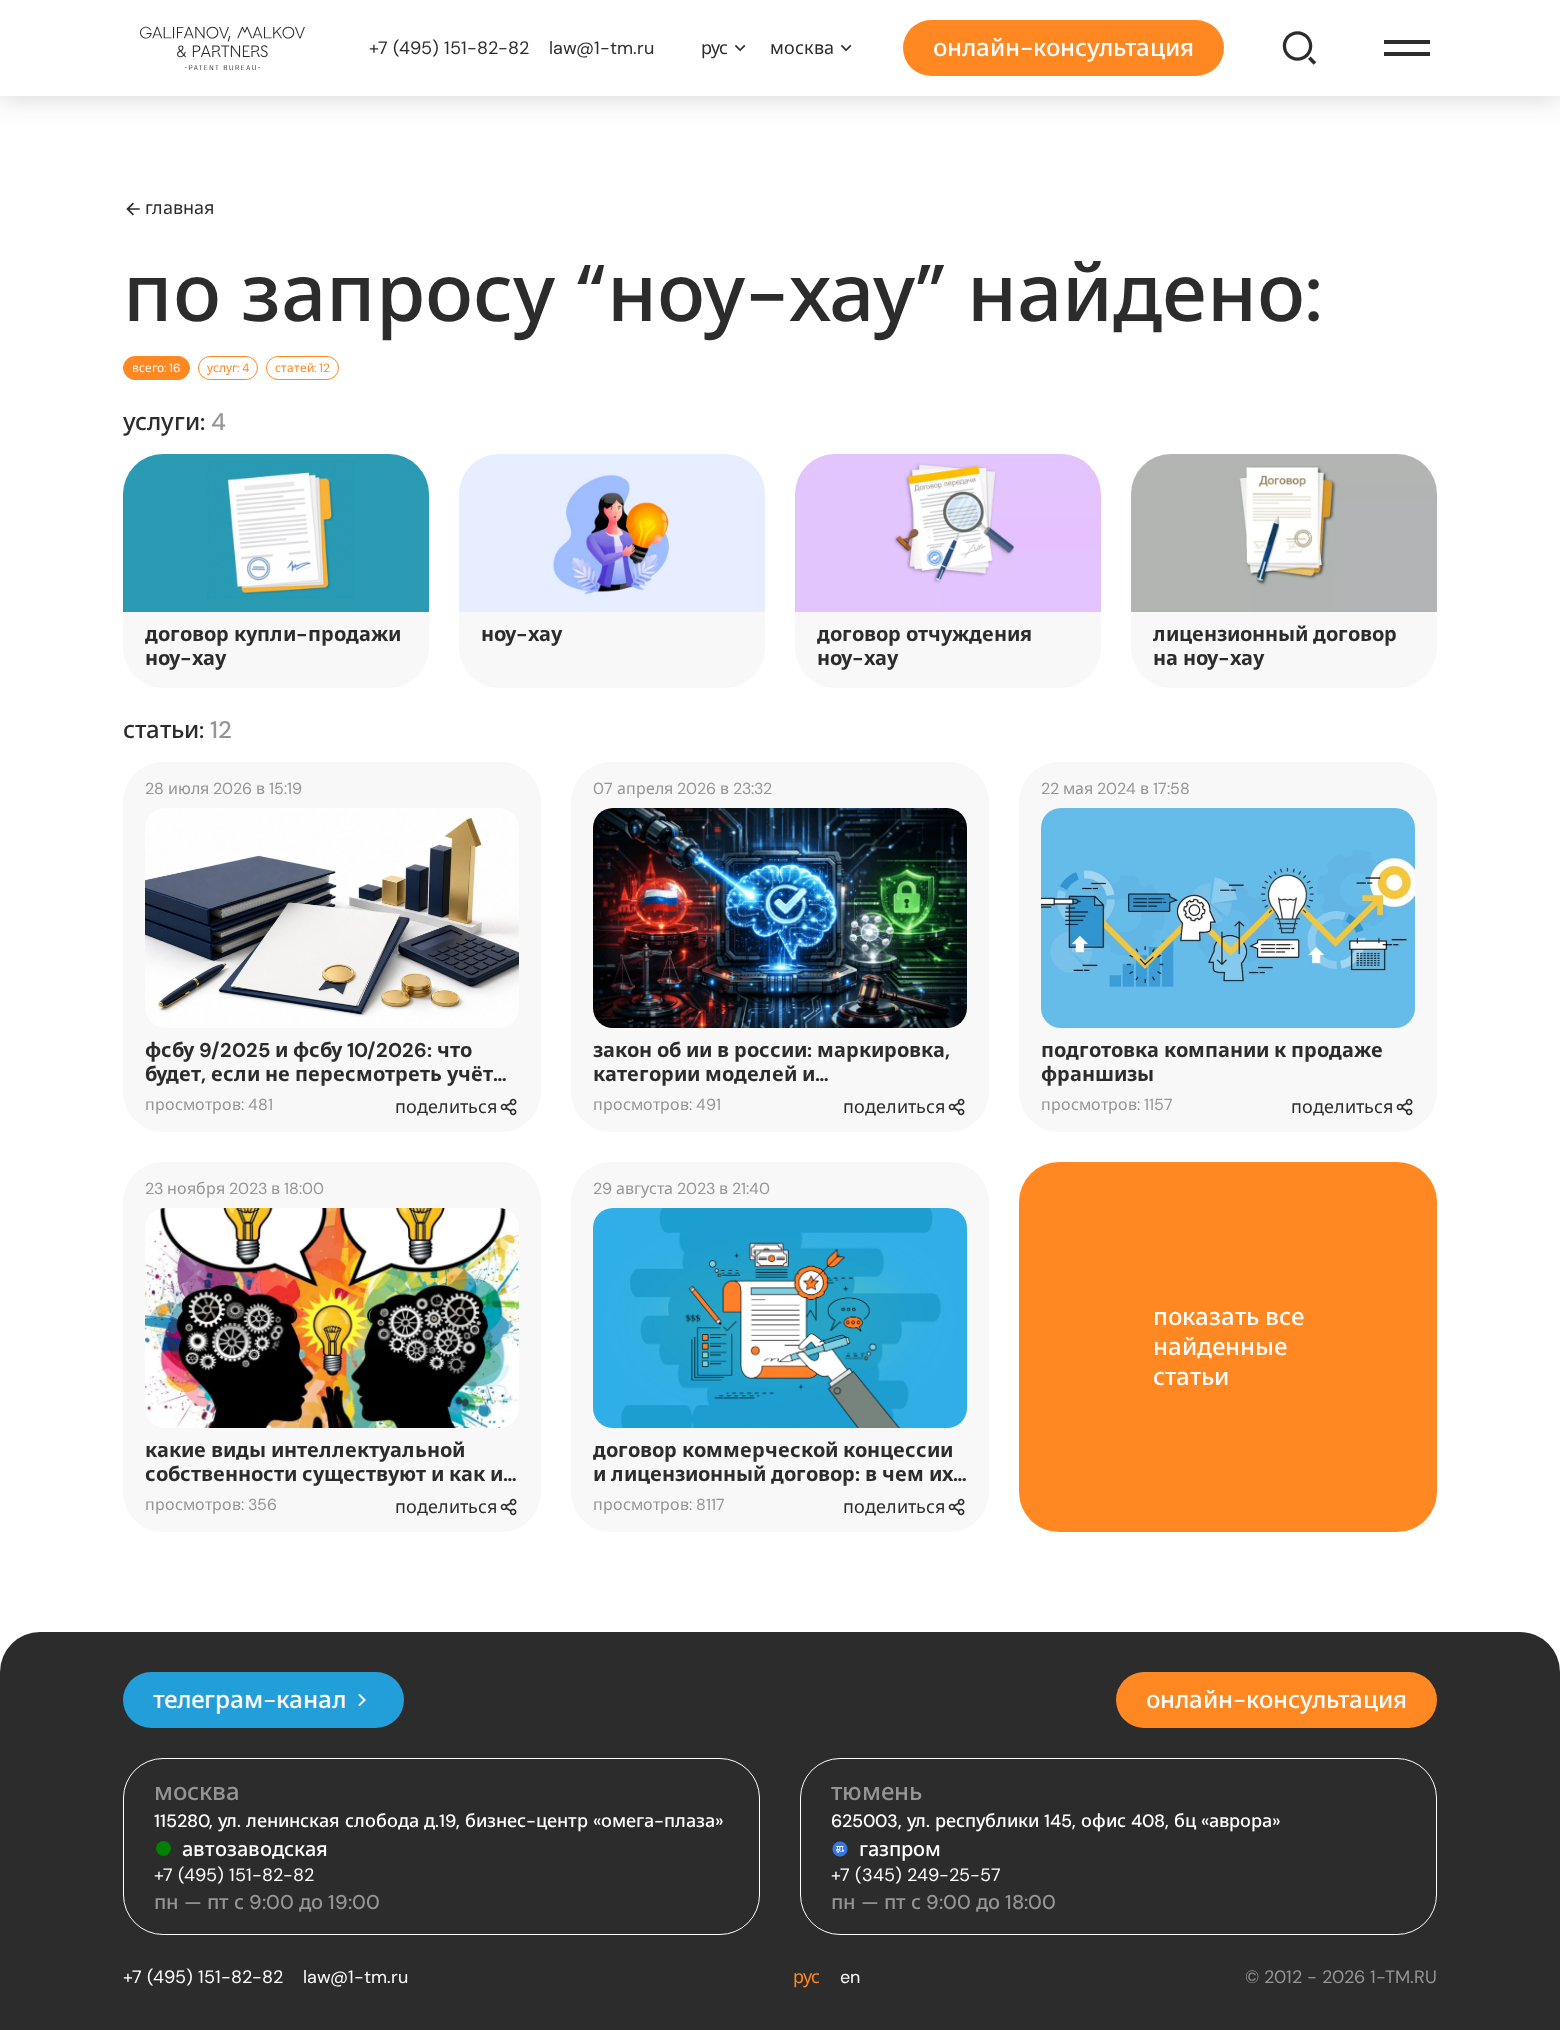 GALIFANOV, MALKOV
& PARTNERS
-PATENT BUREAU-
+7 (495) 151-82-82
law@1-tm.ru
рус
москва
онлайн-консультация
главная
по запросу “ноу-хау” найдено:
всего: 16
услуг: 4
статей: 12
услуги: 4
Договор передачи
Договор
договор купли-продажи
ноу-хау
ноу-хау
договор отчуждения
ноу-хау
лицензионный договор
на ноу-хау
статьи: 12
28 июля 2026 в 15:19
фсбу 9/2025 и фсбу 10/2026: что
будет, если не пересмотреть учёт…
просмотров: 481
поделиться
07 апреля 2026 в 23:32
закон об ии в россии: маркировка,
категории моделей и…
просмотров: 491
поделиться
22 мая 2024 в 17:58
подготовка компании к продаже
франшизы
просмотров: 1157
поделиться
23 ноября 2023 в 18:00
какие виды интеллектуальной
собственности существуют и как и…
просмотров: 356
поделиться
29 августа 2023 в 21:40
$$$
договор коммерческой концессии
и лицензионный договор: в чем их…
просмотров: 8117
поделиться
показать все
найденные
статьи
телеграм-канал
онлайн-консультация
москва
115280, ул. ленинская слобода д.19, бизнес-центр «омега-плаза»
автозаводская
+7 (495) 151-82-82
пн — пт с 9:00 до 19:00
тюмень
625003, ул. республики 145, офис 408, бц «аврора»
газпром
+7 (345) 249-25-57
пн — пт с 9:00 до 18:00
+7 (495) 151-82-82
law@1-tm.ru
рус
en
© 2012 - 2026 1-TM.RU